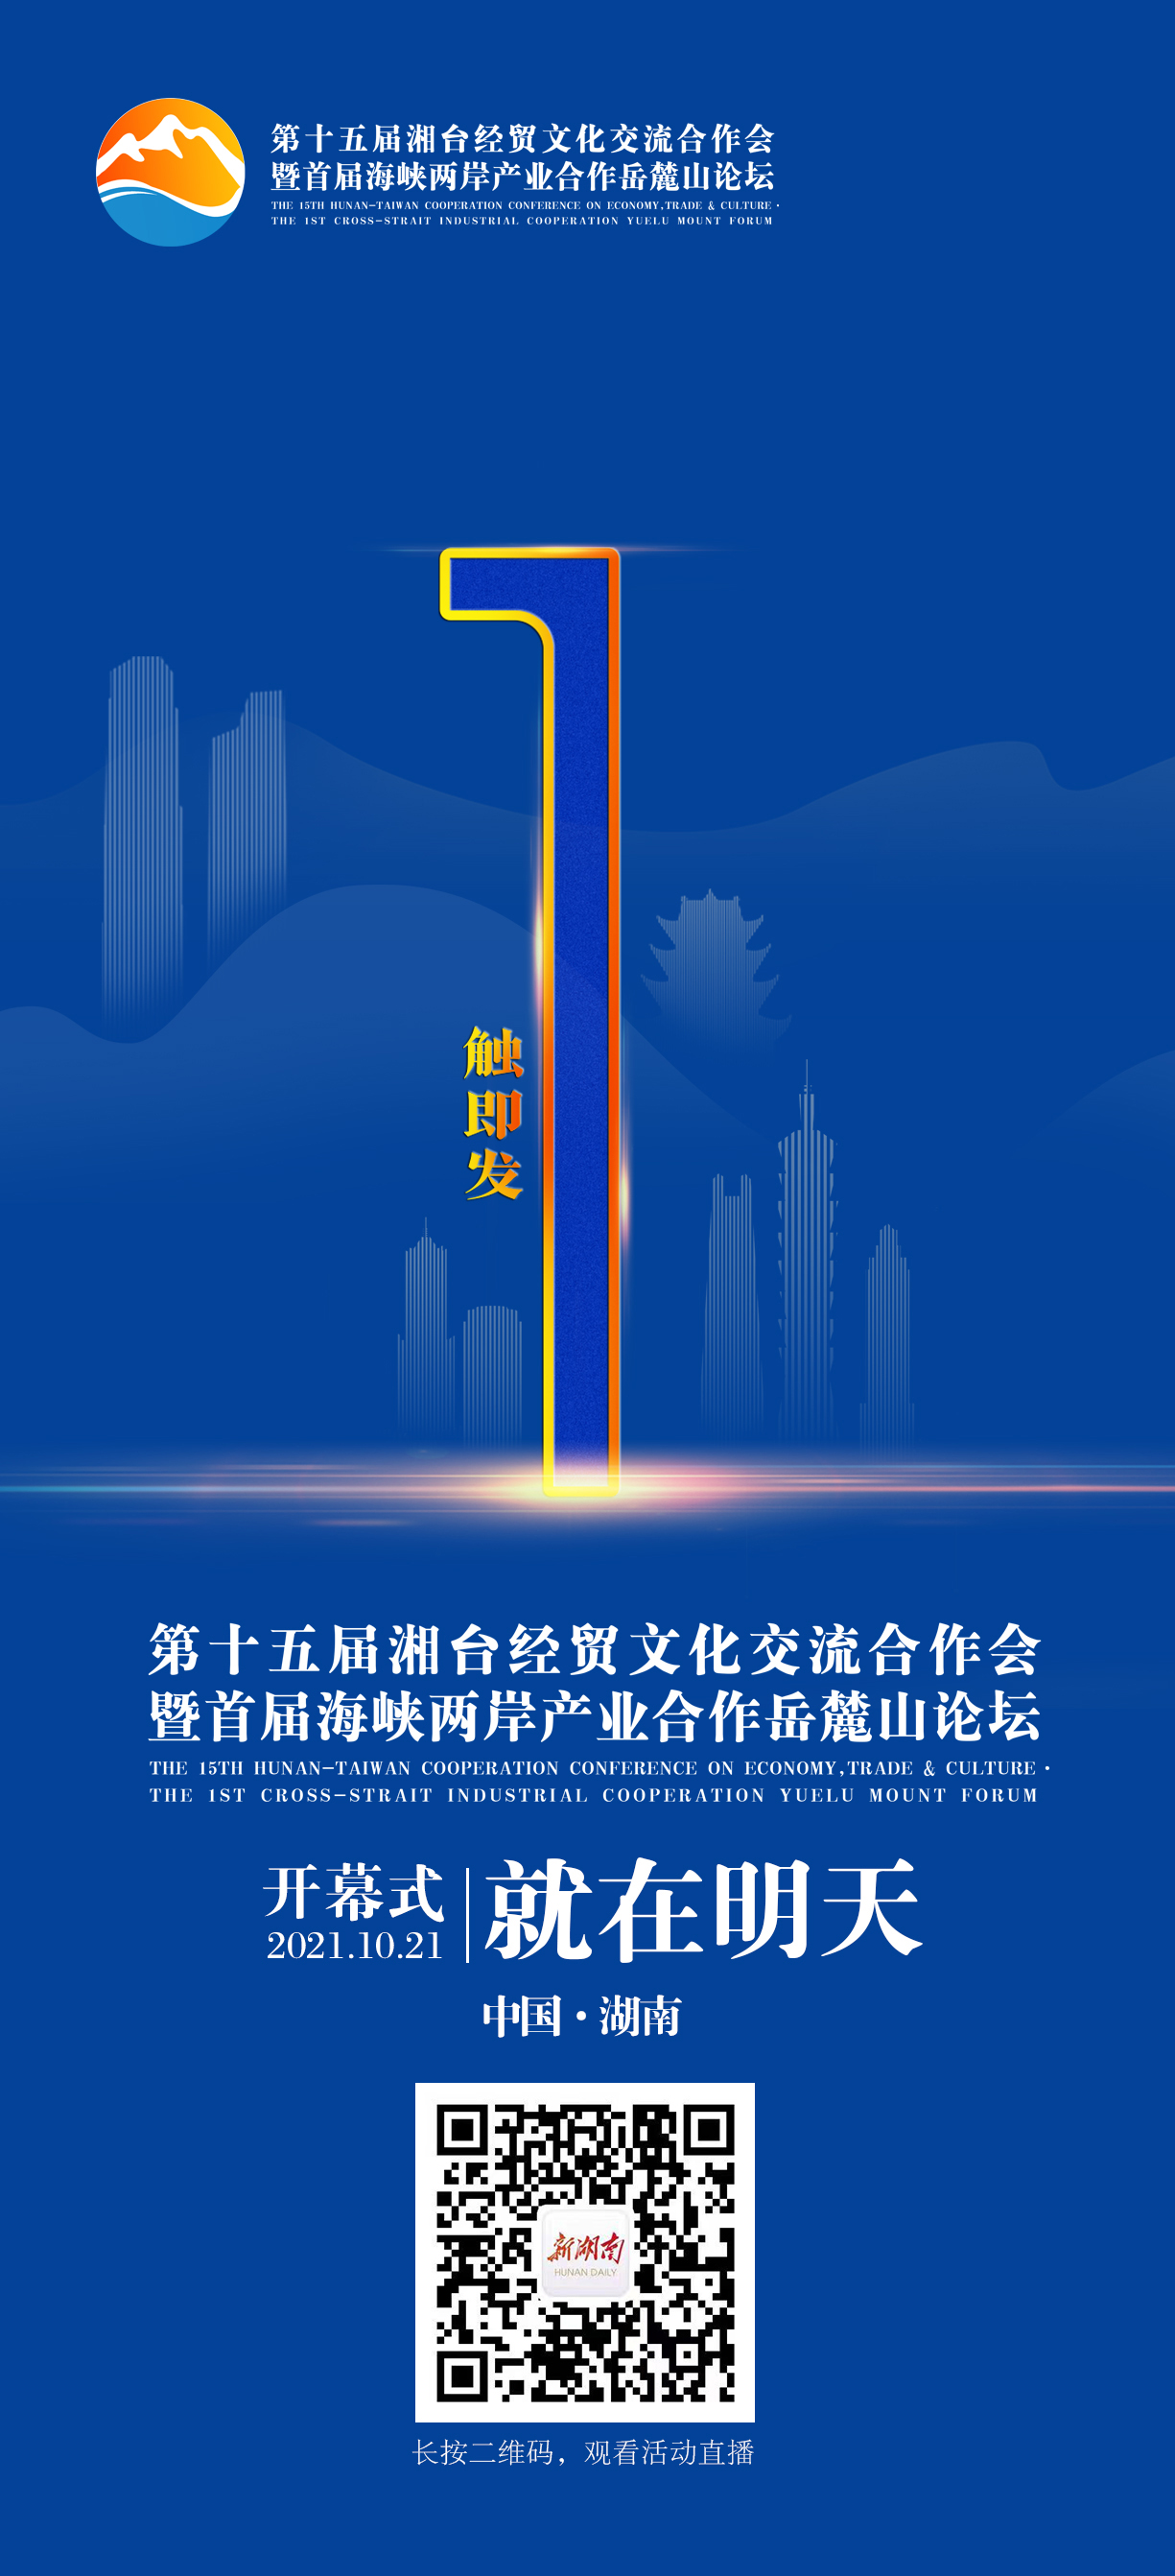 第十五届湘台经贸文化交流合作会
暨首届海峡两岸产业合作岳麓山论坛
THE 15TH HUNAN-TAIWAN COOPERATION CONFERENCE ON ECONOMY,TRADE & CULTURE·
THE 1ST CROSS-STRAIT INDUSTRIAL COOPERATION YUELU MOUNT FORUM
1
触即发
第十五届湘台经贸文化交流合作会
暨首届海峡两岸产业合作岳麓山论坛
THE 15TH HUNAN-TAIWAN COOPERATION CONFERENCE ON ECONOMY,TRADE & CULTURE·
THE 1ST CROSS-STRAIT INDUSTRIAL COOPERATION YUELU MOUNT FORUM
开幕式
2021.10.21
就在明天
中国·湖南
新湖南
HUNAN DAILY
长按二维码，观看活动直播